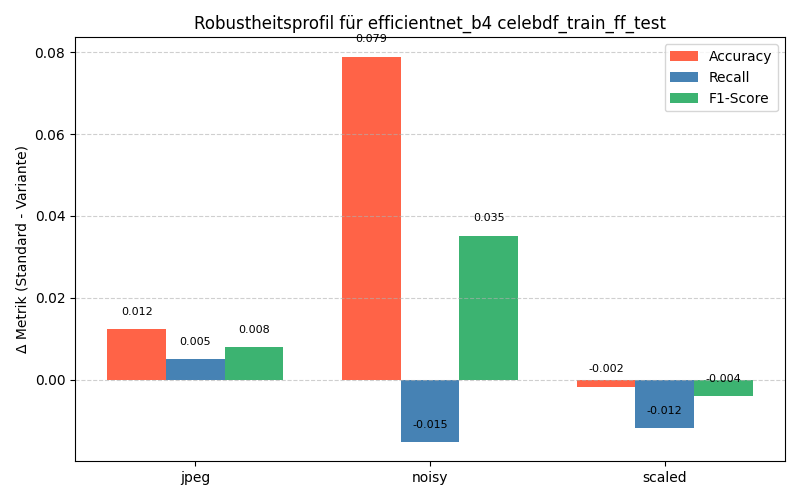 Robustheitsprofil für efficientnet_b4 celebdf_train_ff_test
Δ Metrik (Standard - Variante)
0.08
0.06
0.04
0.02
0.00
Accuracy
Recall
F1-Score
0.012
0.005
0.008
0.079
-0.015
0.035
-0.002
-0.012
-0.004
jpeg
noisy
scaled